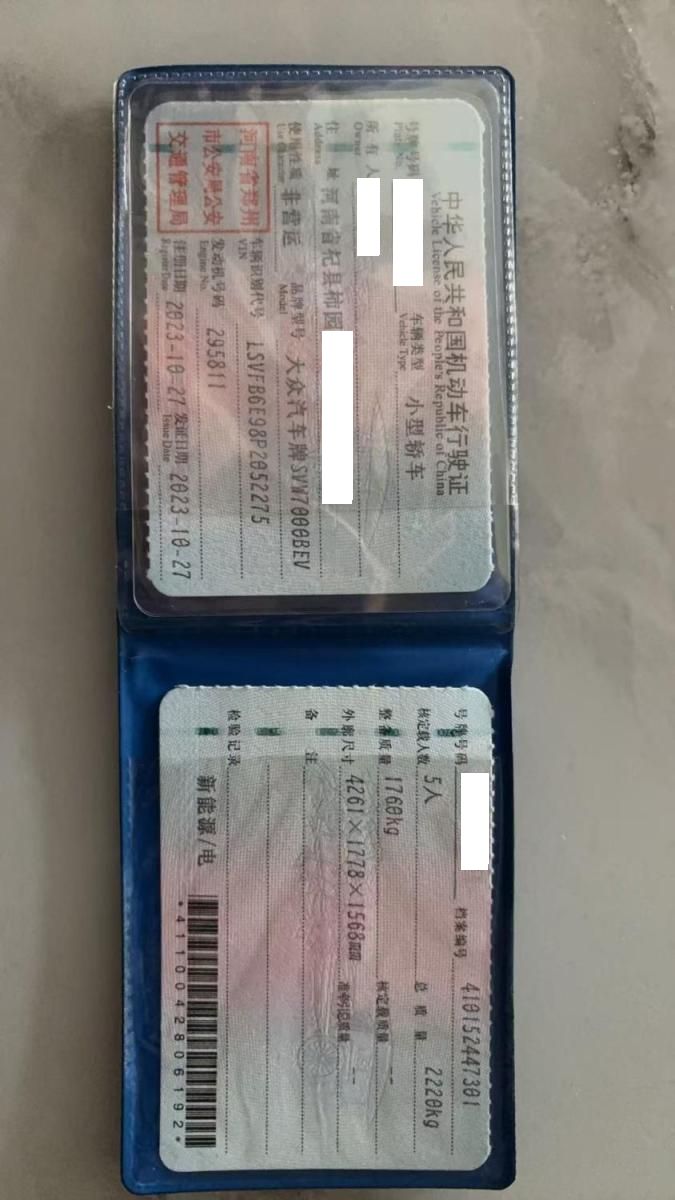 中华人民共和国机动车行驶证
Vehicle License of the People's Republic of China
号牌号码 车辆类型 小型轿车
Plate No. Vehicle Type
所有人
Owner
住址 河南省杞县柿园
Address
使用性质 非营运 品牌型号 大众汽车牌SVW7000BEV
Use Character Model
河南省郑州市公安局公安交通管理局
车辆识别代号 LSVFB6E98P2052275
VIN
发动机号码 295811
Engine No.
注册日期 2023-10-27 发证日期 2023-10-27
Register Date Issue Date
号牌号码 档案编号 410152447301
核定载人数 5人 总质量 2220kg
整备质量 1760kg 核定载质量 --
外廓尺寸 4261×1778×1568mm 准牵引总质量 --
备注
检验记录
新能源/电
*4110042806192*